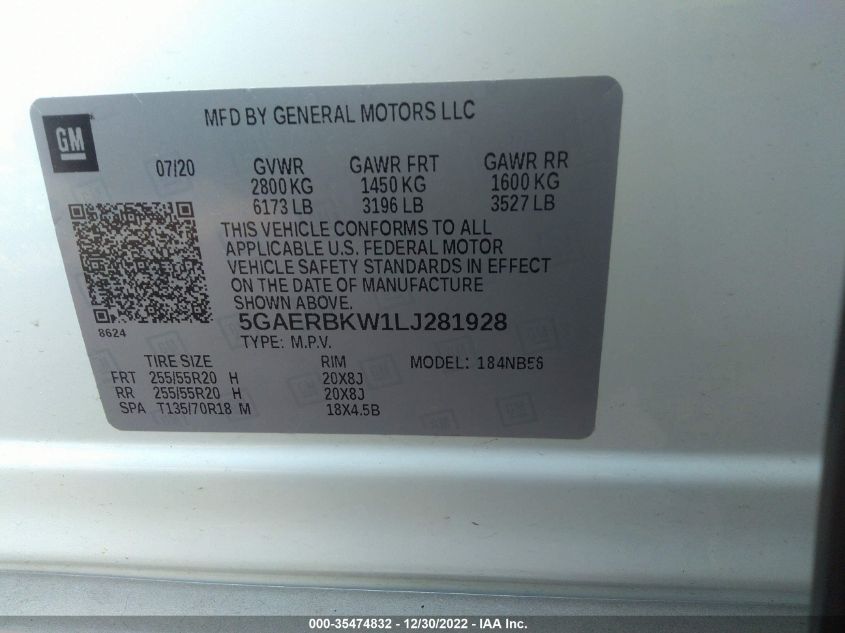 GM
MFD BY GENERAL MOTORS LLC
07/20 GVWR GAWR FRT GAWR RR
2800 KG 1450 KG 1600 KG
6173 LB 3196 LB 3527 LB
THIS VEHICLE CONFORMS TO ALL
APPLICABLE U.S. FEDERAL MOTOR
VEHICLE SAFETY STANDARDS IN EFFECT
ON THE DATE OF MANUFACTURE
SHOWN ABOVE.
8624
5GAERBKW1LJ281928
TYPE: M.P.V.
TIRE SIZE RIM MODEL: 184NB56
FRT 255/55R20 H 20X8J
RR 255/55R20 H 20X8J
SPA T135/70R18 M 18X4.5B
000-35474832 - 12/30/2022 - IAA Inc.